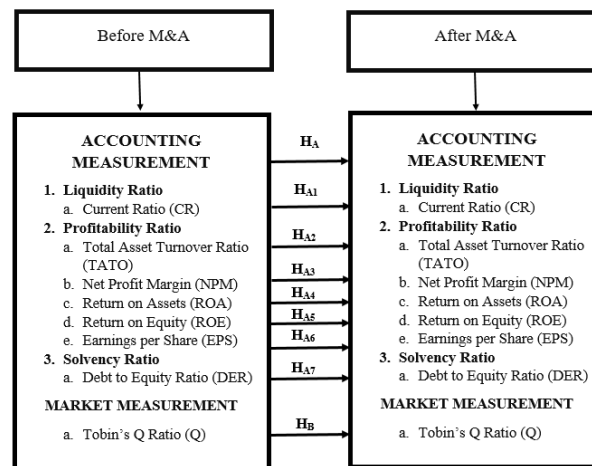 Before M&A
After M&A
ACCOUNTING
MEASUREMENT
1. Liquidity Ratio
a. Current Ratio (CR)
2. Profitability Ratio
a. Total Asset Turnover Ratio
(TATO)
b. Net Profit Margin (NPM)
c. Return on Assets (ROA)
d. Return on Equity (ROE)
e. Earnings per Share (EPS)
3. Solvency Ratio
a. Debt to Equity Ratio (DER)
MARKET MEASUREMENT
a. Tobin's Q Ratio (Q)
HA
HA1
HA2
HA3
HA4
HA5
HA6
HA7
HB
ACCOUNTING
MEASUREMENT
1. Liquidity Ratio
a. Current Ratio (CR)
2. Profitability Ratio
a. Total Asset Turnover Ratio
(TATO)
b. Net Profit Margin (NPM)
c. Return on Assets (ROA)
d. Return on Equity (ROE)
e. Earnings per Share (EPS)
3. Solvency Ratio
a. Debt to Equity Ratio (DER)
MARKET MEASUREMENT
a. Tobin's Q Ratio (Q)